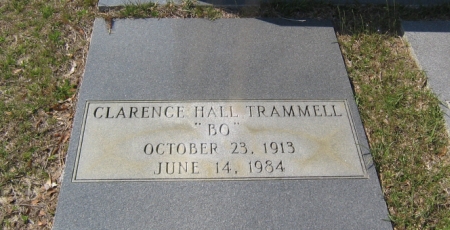 CLARENCE HALL TRAMMELL
"BO"
OCTOBER 23, 1913
JUNE 14, 1984